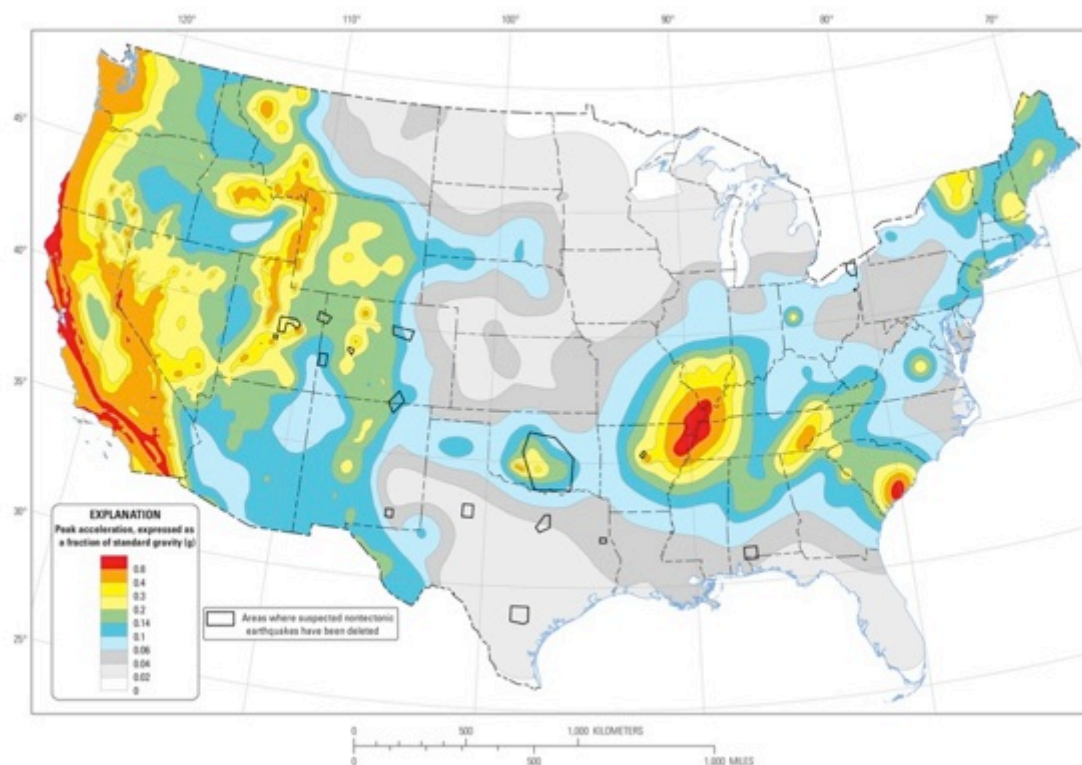 120° 110° 100° 90° 80° 70°
45°
40°
35°
30°
25°
EXPLANATION
Peak acceleration, expressed as
a fraction of standard gravity (g)
0.8
0.4
0.3
0.2
0.14
0.1
0.06
0.04
0.02
0
Areas where suspected nontectonic
earthquakes have been deleted
0 500 1,000 KILOMETERS
0 500 1,000 MILES